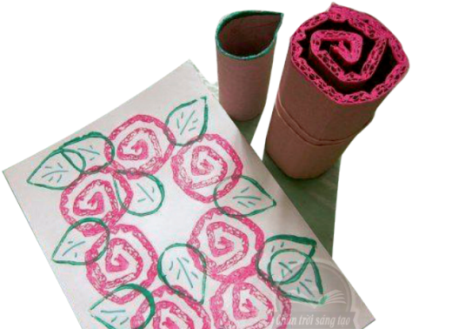 Chân trời sáng tạo